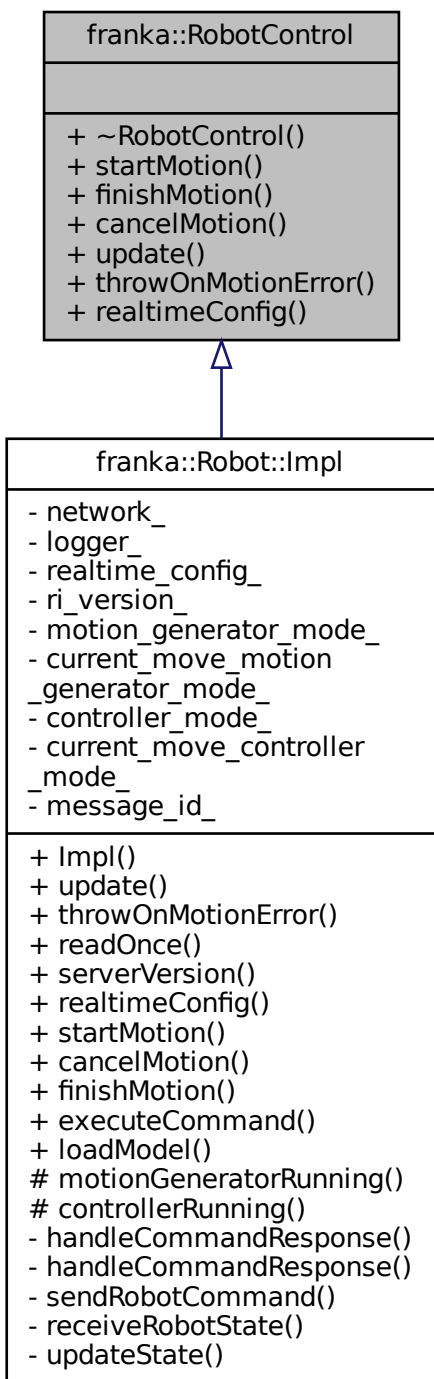 franka::RobotControl
+ ~RobotControl()
+ startMotion()
+ finishMotion()
+ cancelMotion()
+ update()
+ throwOnMotionError()
+ realtimeConfig()
franka::Robot::Impl
- network_
- logger_
- realtime_config_
- ri_version_
- motion_generator_mode_
- current_move_motion
_generator_mode_
- controller_mode_
- current_move_controller
_mode_
- message_id_
+ Impl()
+ update()
+ throwOnMotionError()
+ readOnce()
+ serverVersion()
+ realtimeConfig()
+ startMotion()
+ cancelMotion()
+ finishMotion()
+ executeCommand()
+ loadModel()
# motionGeneratorRunning()
# controllerRunning()
- handleCommandResponse()
- handleCommandResponse()
- sendRobotCommand()
- receiveRobotState()
- updateState()